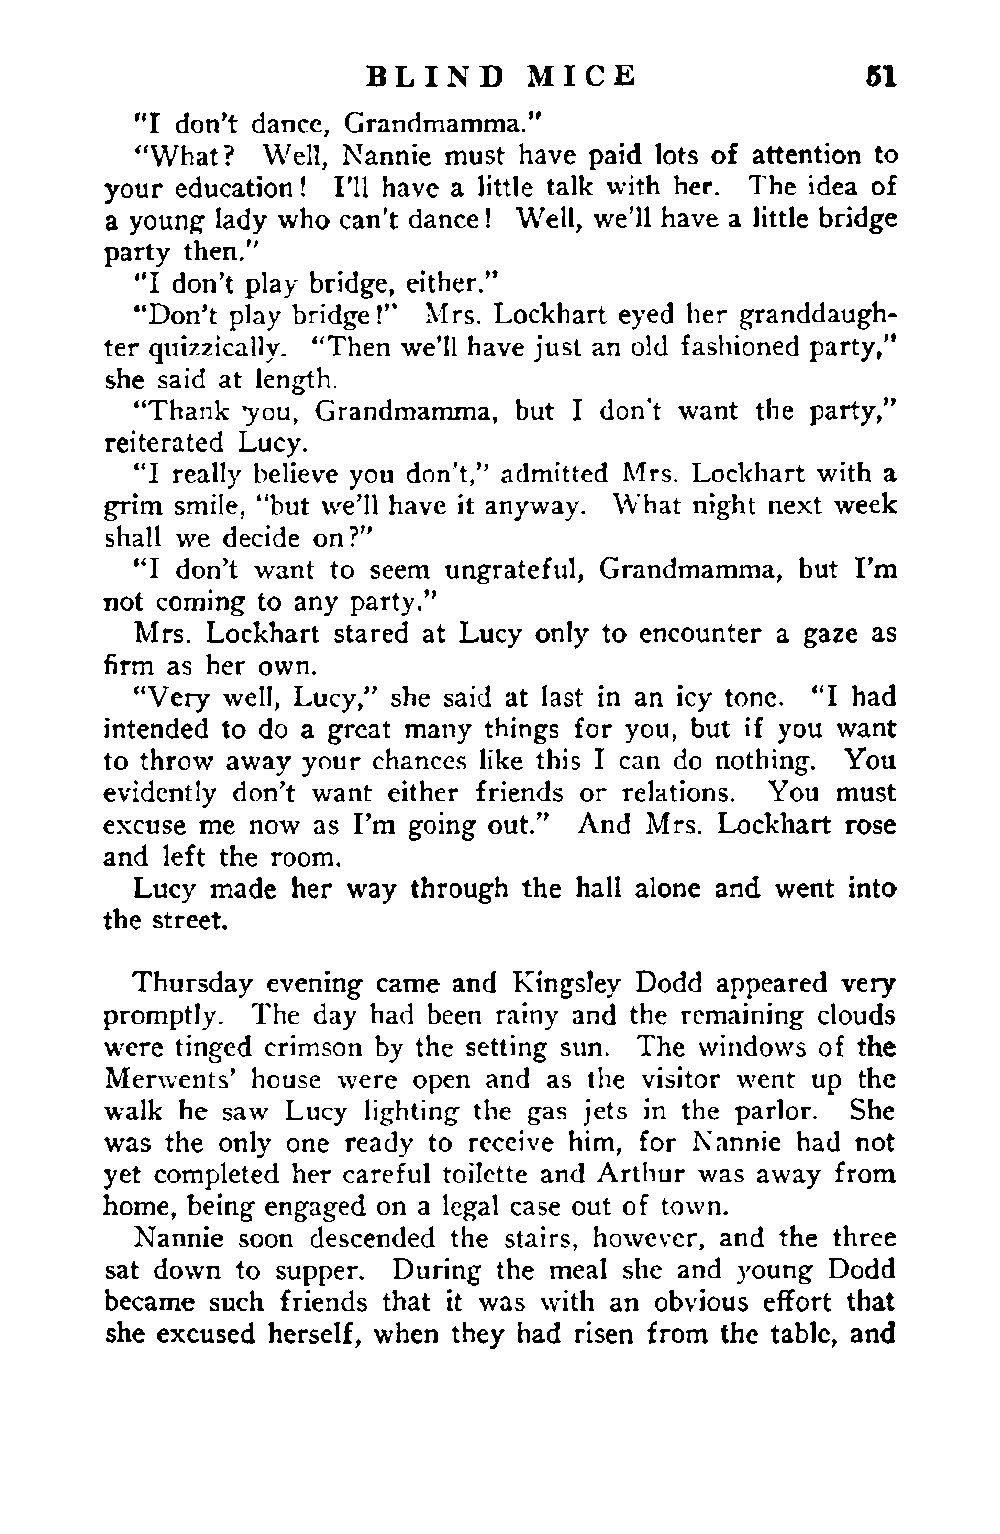 BLIND MICE 51
"I don't dance, Grandmamma."
"What? Well, Nannie must have paid lots of attention to
your education! I'll have a little talk with her. The idea of
a young lady who can't dance! Well, we'll have a little bridge
party then."
"I don't play bridge, either."
"Don't play bridge!" Mrs. Lockhart eyed her granddaugh-
ter quizzically. "Then we'll have just an old fashioned party,"
she said at length.
"Thank you, Grandmamma, but I don't want the party,"
reiterated Lucy.
"I really believe you don't," admitted Mrs. Lockhart with a
grim smile, "but we'll have it anyway. What night next week
shall we decide on?"
"I don't want to seem ungrateful, Grandmamma, but I'm
not coming to any party."
Mrs. Lockhart stared at Lucy only to encounter a gaze as
firm as her own.
"Very well, Lucy," she said at last in an icy tone. "I had
intended to do a great many things for you, but if you want
to throw away your chances like this I can do nothing. You
evidently don't want either friends or relations. You must
excuse me now as I'm going out." And Mrs. Lockhart rose
and left the room.
Lucy made her way through the hall alone and went into
the street.
Thursday evening came and Kingsley Dodd appeared very
promptly. The day had been rainy and the remaining clouds
were tinged crimson by the setting sun. The windows of the
Merwents' house were open and as the visitor went up the
walk he saw Lucy lighting the gas jets in the parlor. She
was the only one ready to receive him, for Nannie had not
yet completed her careful toilette and Arthur was away from
home, being engaged on a legal case out of town.
Nannie soon descended the stairs, however, and the three
sat down to supper. During the meal she and young Dodd
became such friends that it was with an obvious effort that
she excused herself, when they had risen from the table, and